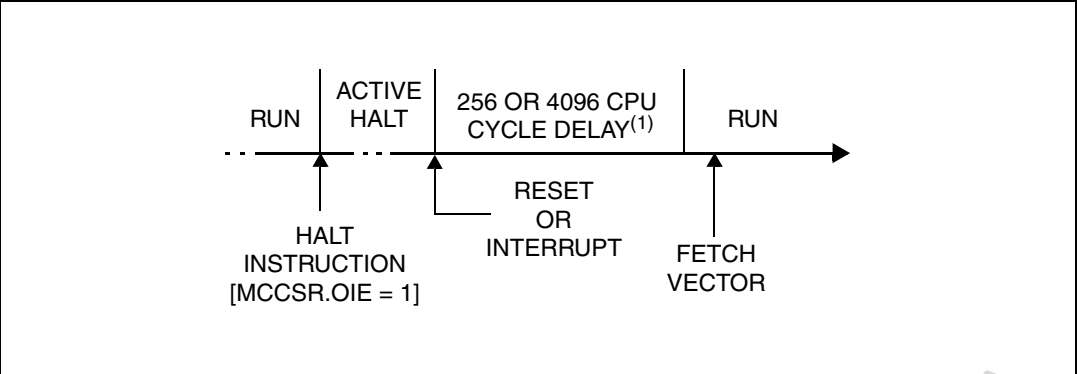 RUN
ACTIVE
HALT
256 OR 4096 CPU
CYCLE DELAY(1)
RUN
HALT
INSTRUCTION
[MCCSR.OIE = 1]
RESET
OR
INTERRUPT
FETCH
VECTOR